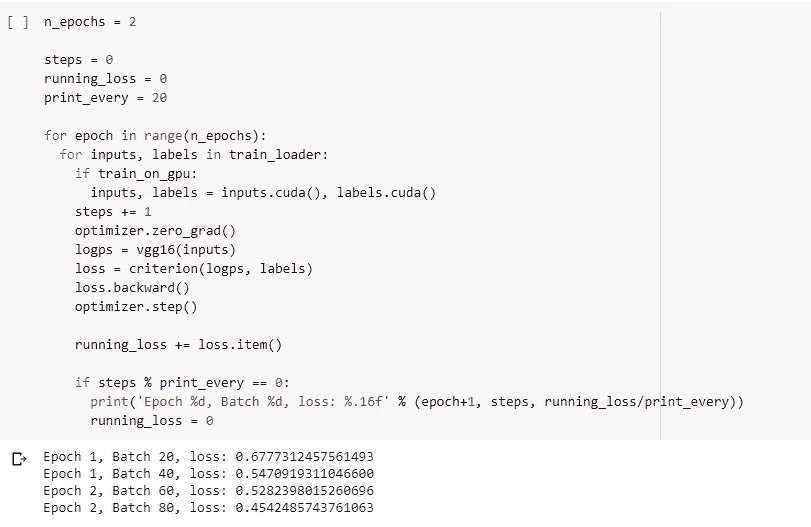 [ ] n_epochs = 2
steps = 0
running_loss = 0
print_every = 20
for epoch in range(n_epochs):
for inputs, labels in train_loader:
if train_on_gpu:
inputs, labels = inputs.cuda(), labels.cuda()
steps += 1
optimizer.zero_grad()
logps = vgg16(inputs)
loss = criterion(logps, labels)
loss.backward()
optimizer.step()
running_loss += loss.item()
if steps % print_every == 0:
print('Epoch %d, Batch %d, loss: %.16f' % (epoch+1, steps, running_loss/print_every))
running_loss = 0
Epoch 1, Batch 20, loss: 0.6777312457561493
Epoch 1, Batch 40, loss: 0.5470919311046600
Epoch 2, Batch 60, loss: 0.5282398015260696
Epoch 2, Batch 80, loss: 0.4542485743761063